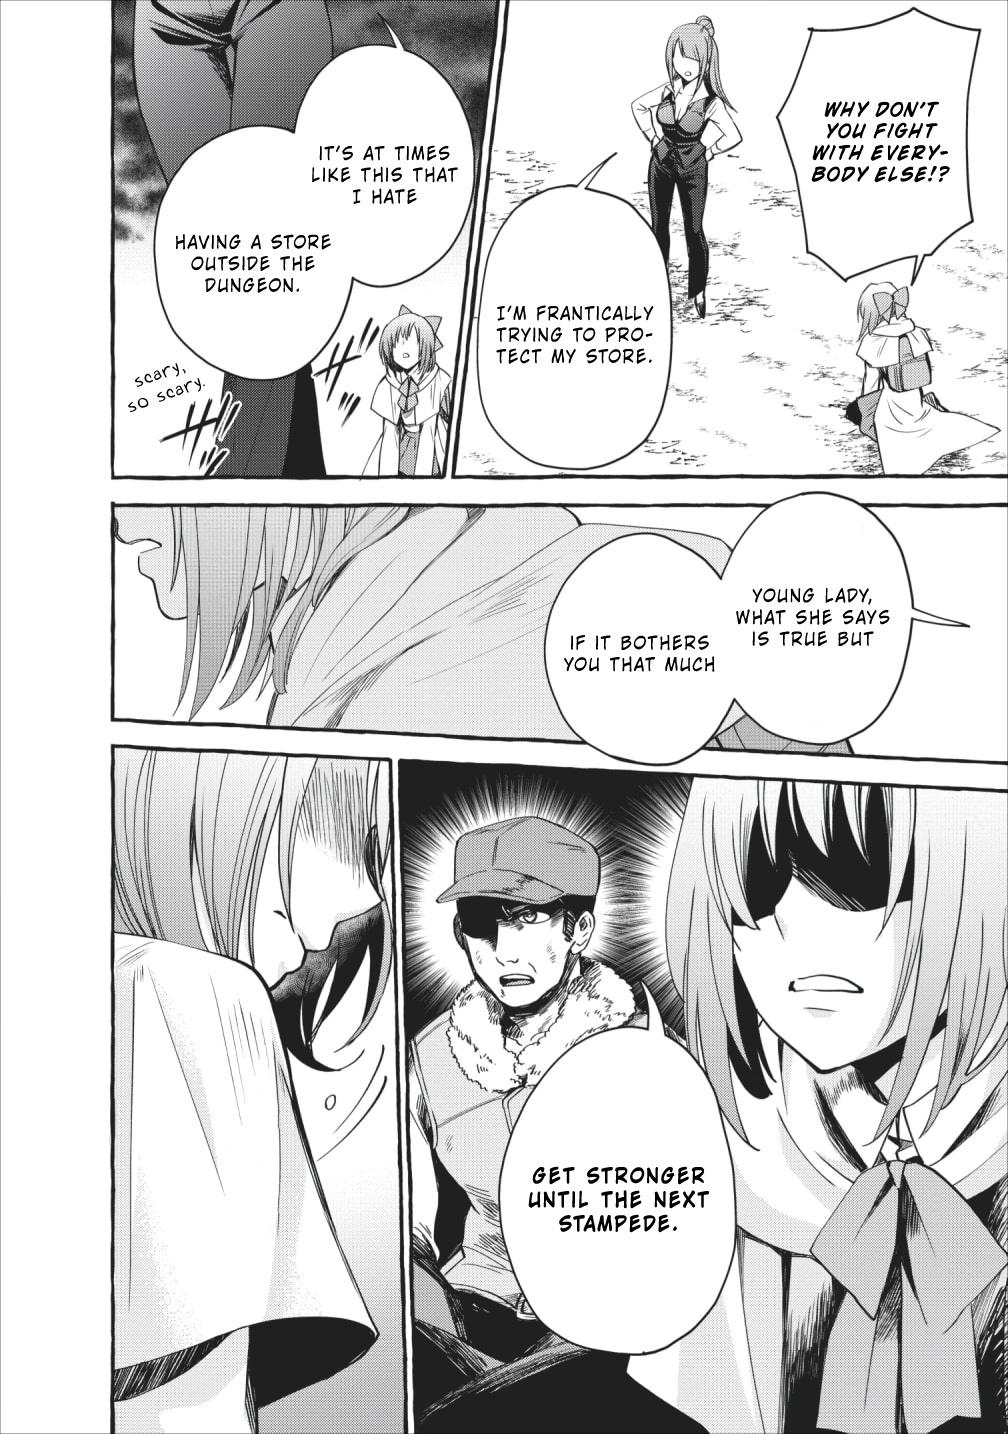 WHY DON'T
YOU FIGHT
WITH EVERY-
BODY ELSE!?
I'M FRANTICALLY
TRYING TO PRO-
TECT MY STORE.
IT'S AT TIMES
LIKE THIS THAT
I HATE
HAVING A STORE
OUTSIDE THE
DUNGEON.
scary,
so scary.
YOUNG LADY,
WHAT SHE SAYS
IS TRUE BUT
IF IT BOTHERS
YOU THAT MUCH
GET STRONGER
UNTIL THE NEXT
STAMPEDE.